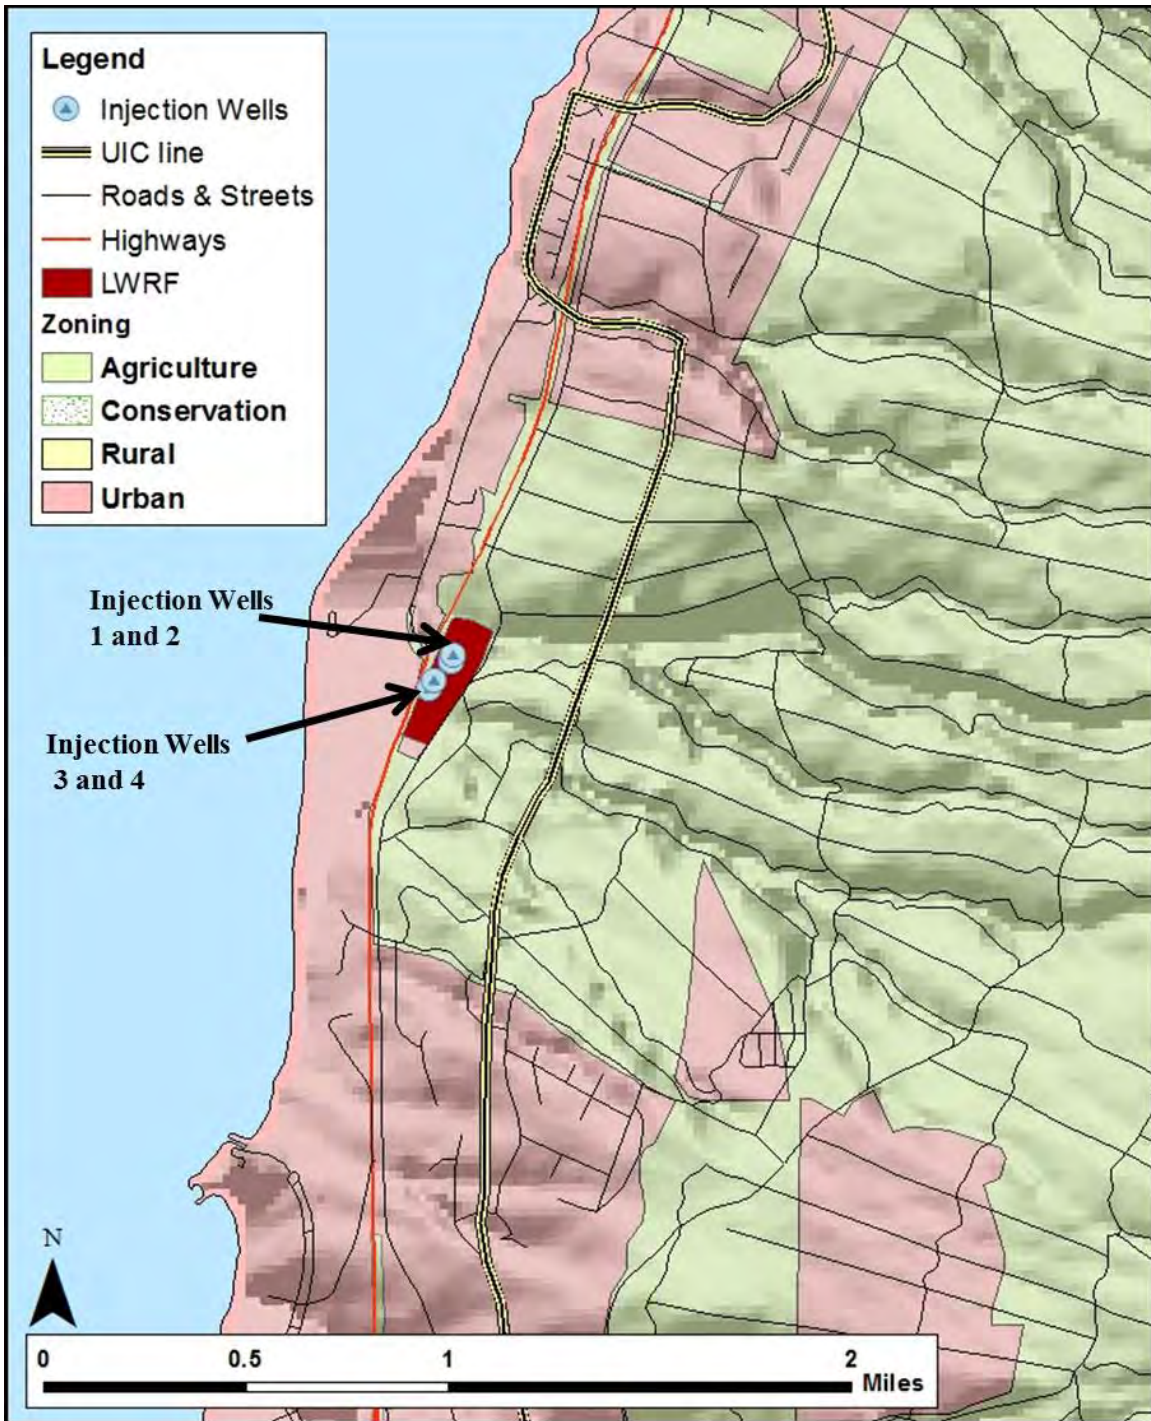 Legend
Injection Wells
UIC line
Roads & Streets
Highways
LWRF
Zoning
Agriculture
Conservation
Rural
Urban
Injection Wells
1 and 2
Injection Wells
3 and 4
N
0 0.5 1 2
Miles